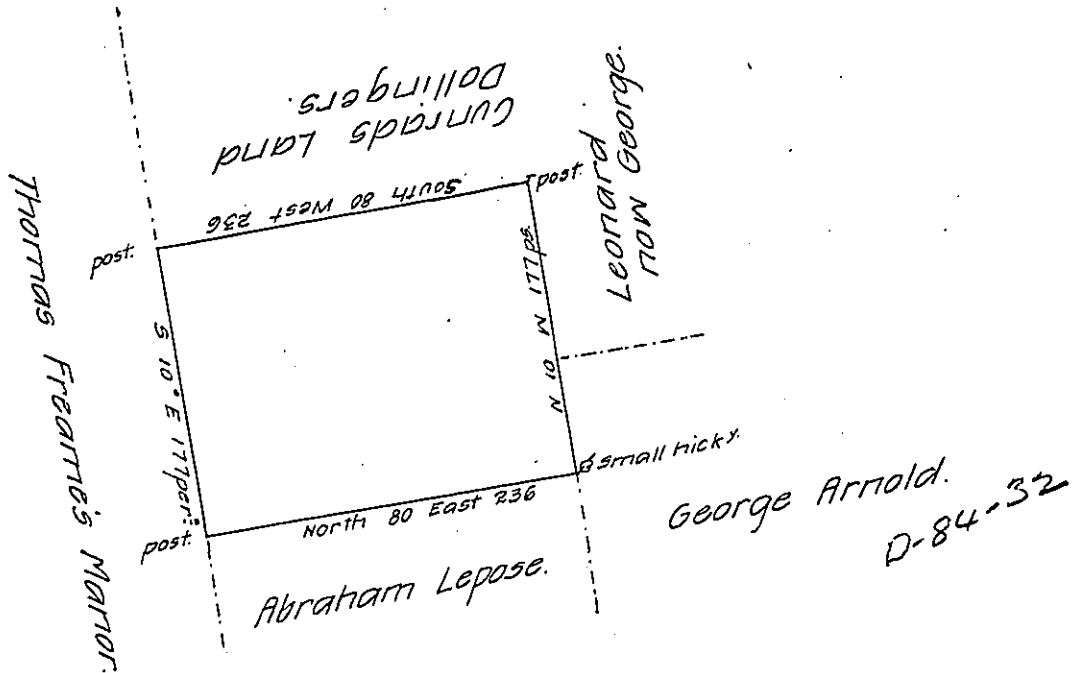 Cunrads Land
Dollingers.
South 80 West 236
post.
post.
Leonard
now George.
N 10 W 177ps
Thomas Freame's Manor.
S 10° E 177per:s
small hicky.
post.
North 80 East 236
George Arnold.
D-84-32
Abraham Lepose.